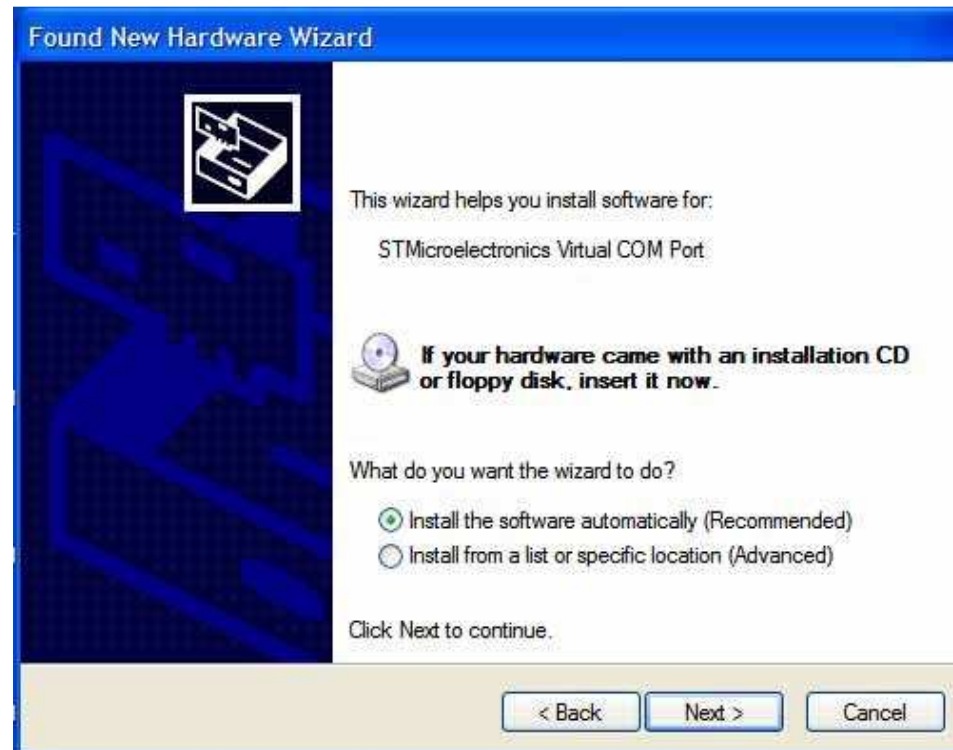 Found New Hardware Wizard
This wizard helps you install software for:
STMicroelectronics Virtual COM Port
If your hardware came with an installation CD
or floppy disk, insert it now.
What do you want the wizard to do?
Install the software automatically (Recommended)
Install from a list or specific location (Advanced)
Click Next to continue.
< Back
Next >
Cancel